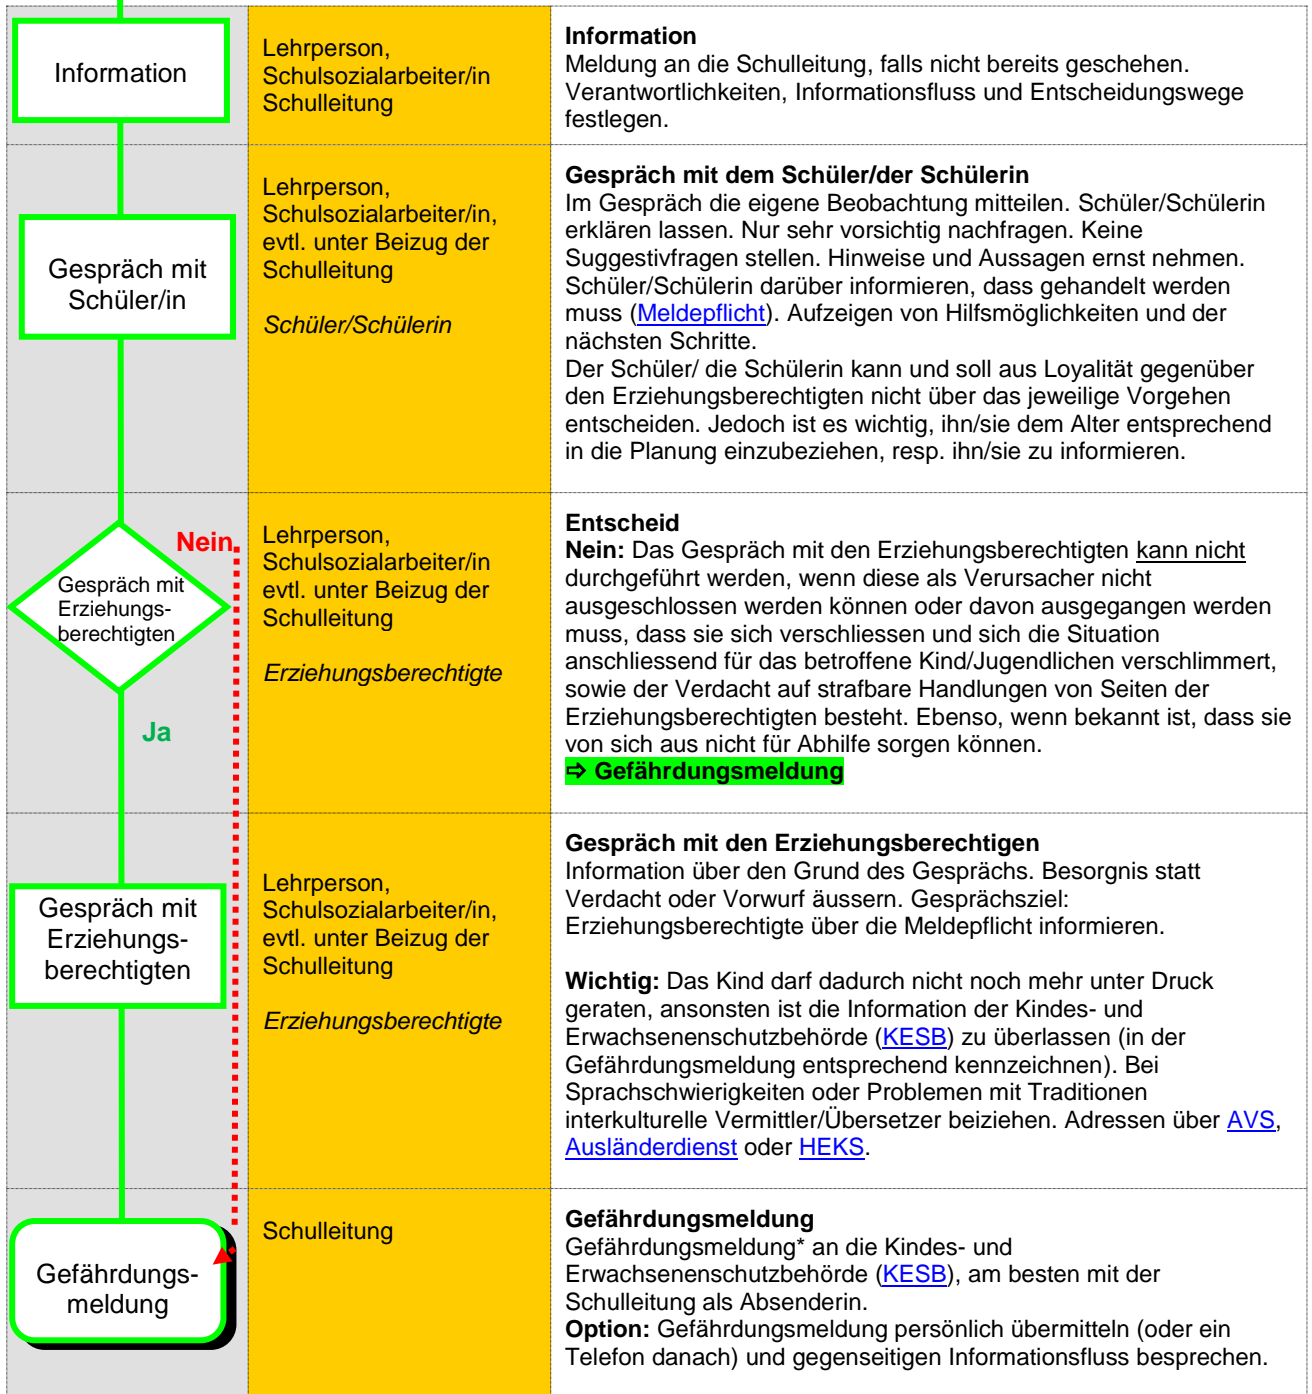 Information
Lehrperson,
Schulsozialarbeiter/in
Schulleitung
Information
Meldung an die Schulleitung, falls nicht bereits geschehen.
Verantwortlichkeiten, Informationsfluss und Entscheidungswege
festlegen.
Gespräch mit
Schüler/in
Lehrperson,
Schulsozialarbeiter/in,
evtl. unter Beizug der
Schulleitung
Schüler/Schülerin
Gespräch mit dem Schüler/der Schülerin
Im Gespräch die eigene Beobachtung mitteilen. Schüler/Schülerin
erklären lassen. Nur sehr vorsichtig nachfragen. Keine
Suggestivfragen stellen. Hinweise und Aussagen ernst nehmen.
Schüler/Schülerin darüber informieren, dass gehandelt werden
muss (Meldepflicht). Aufzeigen von Hilfsmöglichkeiten und der
nächsten Schritte.
Der Schüler/ die Schülerin kann und soll aus Loyalität gegenüber
den Erziehungsberechtigten nicht über das jeweilige Vorgehen
entscheiden. Jedoch ist es wichtig, ihn/sie dem Alter entsprechend
in die Planung einzubeziehen, resp. ihn/sie zu informieren.
Nein
Gespräch mit
Erziehungs-
berechtigten
Ja
Lehrperson,
Schulsozialarbeiter/in
evtl. unter Beizug der
Schulleitung
Erziehungsberechtigte
Entscheid
Nein: Das Gespräch mit den Erziehungsberechtigten kann nicht
durchgeführt werden, wenn diese als Verursacher nicht
ausgeschlossen werden können oder davon ausgegangen werden
muss, dass sie sich verschliessen und sich die Situation
anschliessend für das betroffene Kind/Jugendlichen verschlimmert,
sowie der Verdacht auf strafbare Handlungen von Seiten der
Erziehungsberechtigten besteht. Ebenso, wenn bekannt ist, dass sie
von sich aus nicht für Abhilfe sorgen können.
⇨ Gefährdungsmeldung
Gespräch mit
Erziehungs-
berechtigten
Lehrperson,
Schulsozialarbeiter/in,
evtl. unter Beizug der
Schulleitung
Erziehungsberechtigte
Gespräch mit den Erziehungsberechtigen
Information über den Grund des Gesprächs. Besorgnis statt
Verdacht oder Vorwurf äussern. Gesprächsziel:
Erziehungsberechtigte über die Meldepflicht informieren.
Wichtig: Das Kind darf dadurch nicht noch mehr unter Druck
geraten, ansonsten ist die Information der Kindes- und
Erwachsenenschutzbehörde (KESB) zu überlassen (in der
Gefährdungsmeldung entsprechend kennzeichnen). Bei
Sprachschwierigkeiten oder Problemen mit Traditionen
interkulturelle Vermittler/Übersetzer beiziehen. Adressen über AVS,
Ausländerdienst oder HEKS.
Gefährdungs-
meldung
Schulleitung
Gefährdungsmeldung
Gefährdungsmeldung* an die Kindes- und
Erwachsenenschutzbehörde (KESB), am besten mit der
Schulleitung als Absenderin.
Option: Gefährdungsmeldung persönlich übermitteln (oder ein
Telefon danach) und gegenseitigen Informationsfluss besprechen.